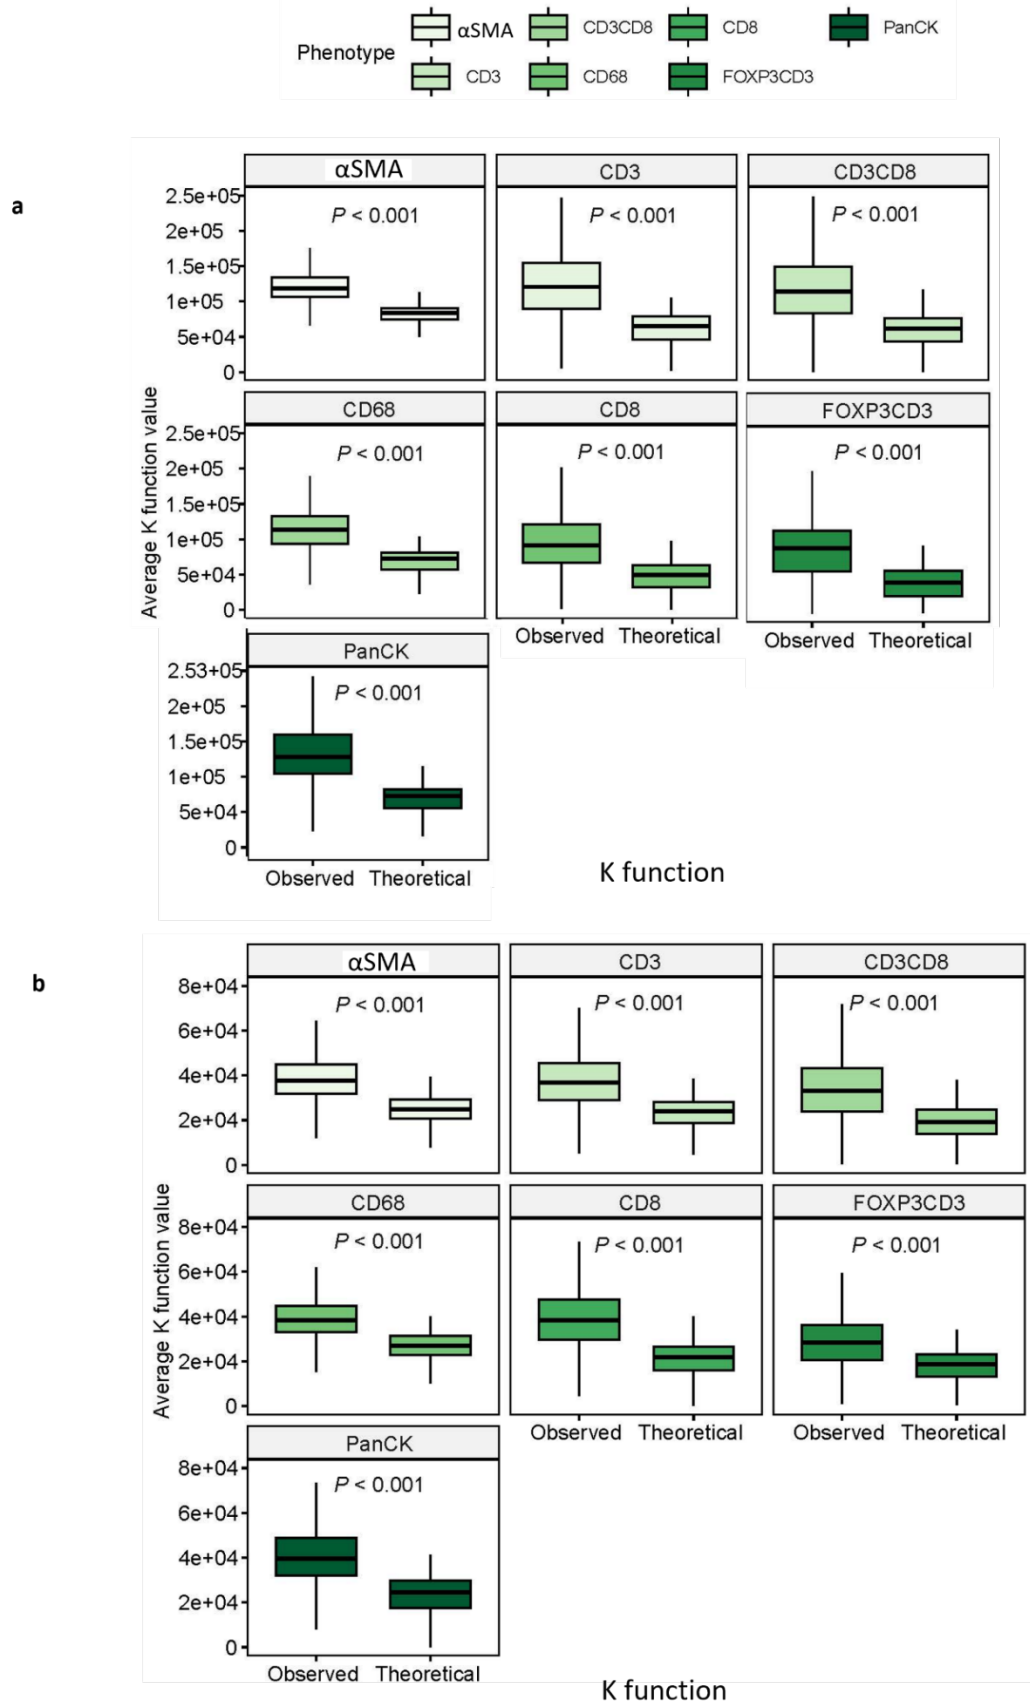 Phenotype
αSMA
CD3CD8
CD8
PanCK
CD3
CD68
FOXP3CD3
a
Average K function value
αSMA
CD3
CD3CD8
2.5e+05
2e+05
1.5e+05
1e+05
5e+04
0
P < 0.001
P < 0.001
P < 0.001
CD68
CD8
FOXP3CD3
2.5e+05
2e+05
1.5e+05
1e+05
5e+04
0
P < 0.001
P < 0.001
P < 0.001
Observed Theoretical
Observed Theoretical
PanCK
2.53+05
2e+05
1.5e+05
1e+05
5e+04
0
P < 0.001
Observed Theoretical
K function
b
Average K function value
αSMA
CD3
CD3CD8
8e+04
6e+04
4e+04
2e+04
0
P < 0.001
P < 0.001
P < 0.001
CD68
CD8
FOXP3CD3
8e+04
6e+04
4e+04
2e+04
0
P < 0.001
P < 0.001
P < 0.001
Observed Theoretical
Observed Theoretical
PanCK
8e+04
6e+04
4e+04
2e+04
0
P < 0.001
Observed Theoretical
K function